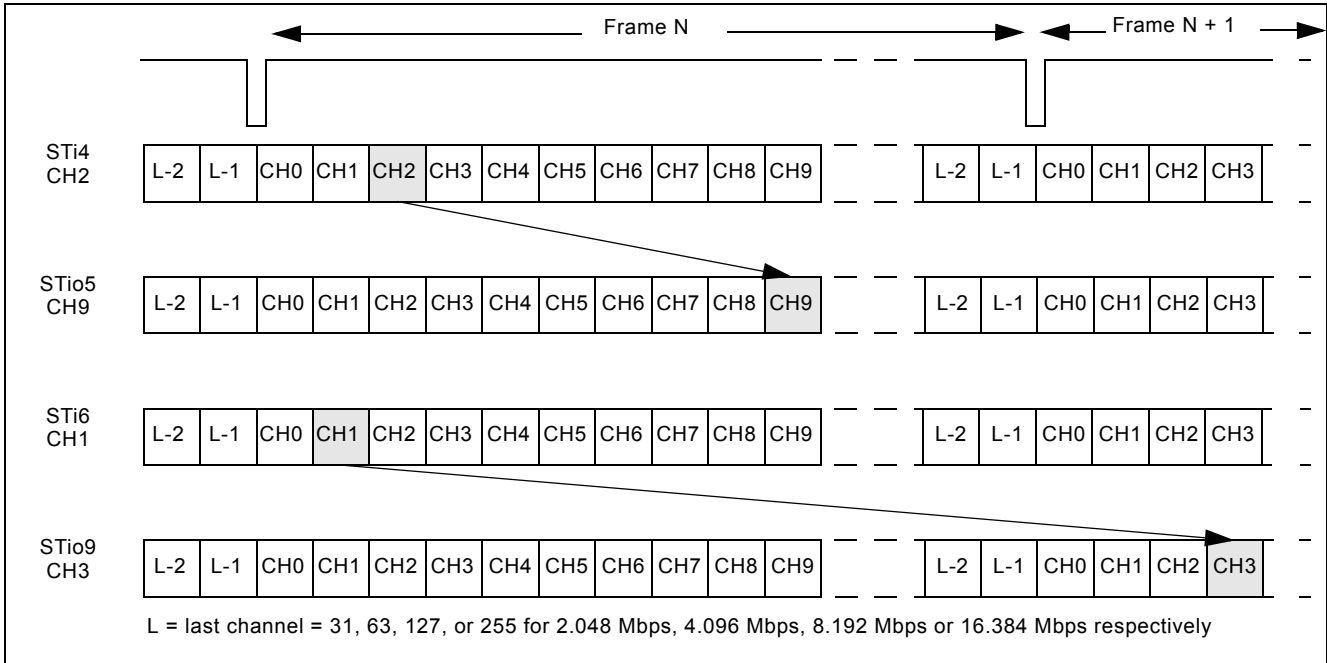 Frame N
Frame N + 1
STi4
CH2
L-2 L-1 CH0 CH1 CH2 CH3 CH4 CH5 CH6 CH7 CH8 CH9 L-2 L-1 CH0 CH1 CH2 CH3
STio5
CH9
L-2 L-1 CH0 CH1 CH2 CH3 CH4 CH5 CH6 CH7 CH8 CH9 L-2 L-1 CH0 CH1 CH2 CH3
STi6
CH1
L-2 L-1 CH0 CH1 CH2 CH3 CH4 CH5 CH6 CH7 CH8 CH9 L-2 L-1 CH0 CH1 CH2 CH3
STio9
CH3
L-2 L-1 CH0 CH1 CH2 CH3 CH4 CH5 CH6 CH7 CH8 CH9 L-2 L-1 CH0 CH1 CH2 CH3
L = last channel = 31, 63, 127, or 255 for 2.048 Mbps, 4.096 Mbps, 8.192 Mbps or 16.384 Mbps respectively